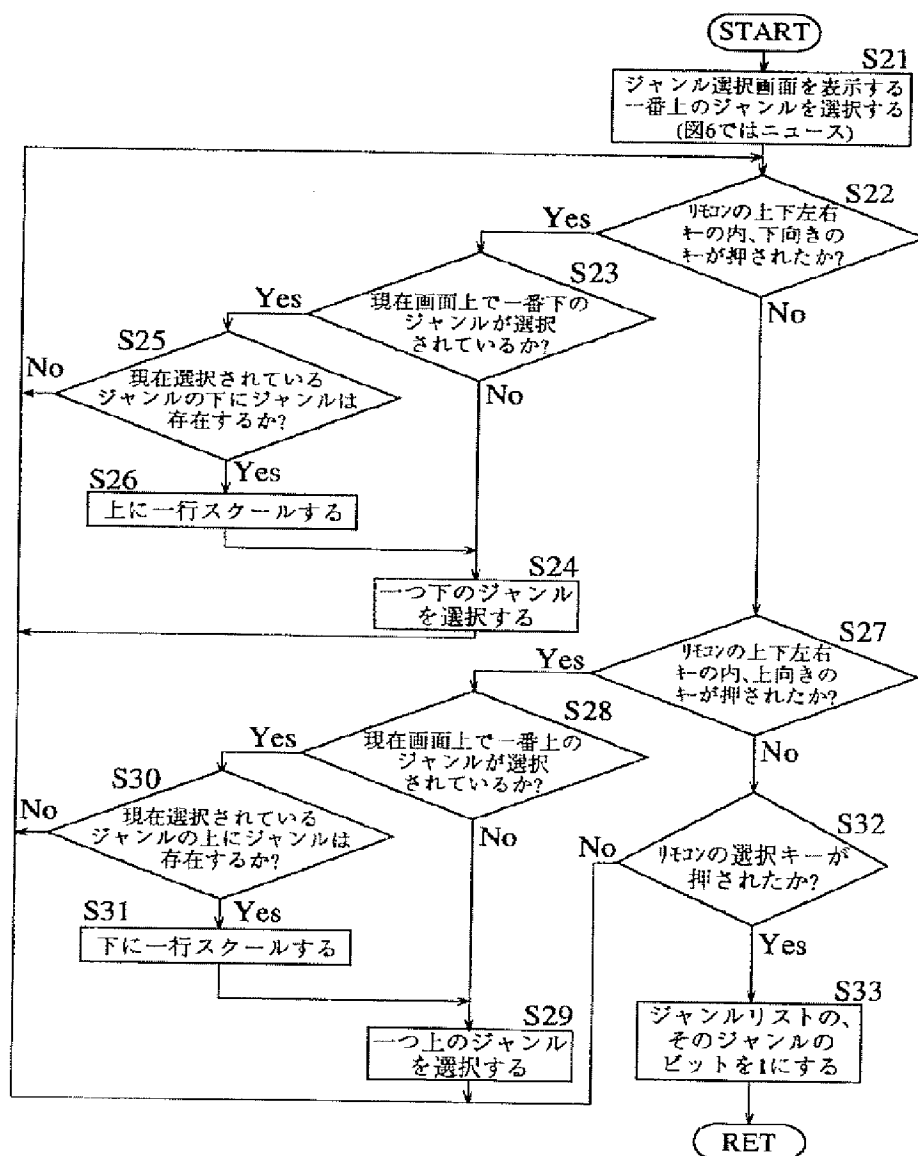 START
S21
ジャンル選択画面を表示する
一番上のジャンルを選択する
(図6ではニュース)
S22
リモコンの上下左右
キーの内、下向きの
キーが押されたか?
Yes
No
S23
現在画面上で一番下の
ジャンルが選択
されているか?
Yes
No
S25
現在選択されている
ジャンルの下にジャンルは
存在するか?
No
Yes
S26
上に一行スクールする
S24
一つ下のジャンル
を選択する
S27
リモコンの上下左右
キーの内、上向きの
キーが押されたか?
Yes
No
S28
現在画面上で一番上の
ジャンルが選択
されているか?
Yes
No
S30
現在選択されている
ジャンルの上にジャンルは
存在するか?
No
Yes
S31
下に一行スクールする
S29
一つ上のジャンル
を選択する
S32
リモコンの選択キーが
押されたか?
No
Yes
S33
ジャンルリストの、
そのジャンルの
ビットを1にする
RET